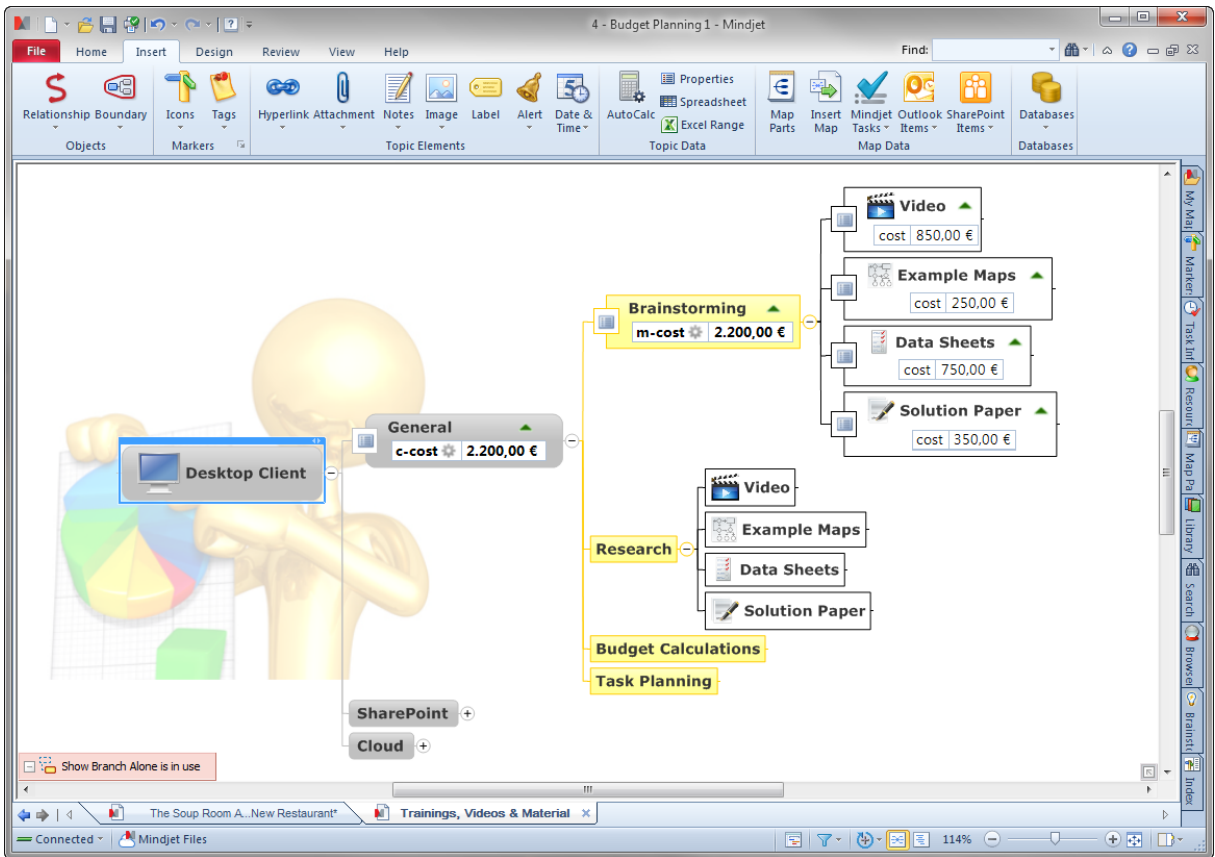 4 - Budget Planning 1 - Mindjet
File Home Insert Design Review View Help Find:
Relationship Boundary Icons Tags Hyperlink Attachment Notes Image Label Alert Date & Time AutoCalc Properties Spreadsheet Excel Range Map Parts Insert Map Mindjet Tasks Outlook Items SharePoint Items Databases
Objects Markers Topic Elements Topic Data Map Data Databases
Video
cost 850,00 €
Example Maps
cost 250,00 €
Brainstorming
m-cost 2.200,00 €
Data Sheets
cost 750,00 €
Solution Paper
cost 350,00 €
General
c-cost 2.200,00 €
Desktop Client
Video
Example Maps
Research
Data Sheets
Solution Paper
Budget Calculations
Task Planning
SharePoint
Cloud
Show Branch Alone is in use
My Map
Marker
Task Inf
Resourc
Map Pa
Library
Search
Browser
Brainsto
Index
The Soup Room A...New Restaurant* Trainings, Videos & Material
Connected Mindjet Files 114%